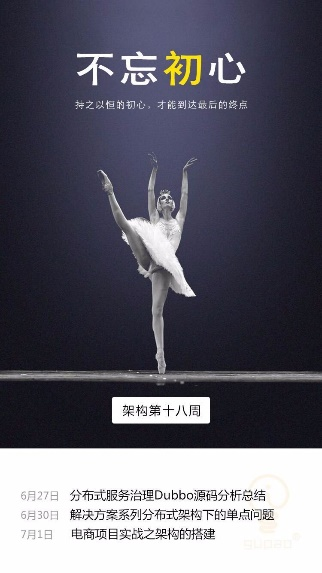 不忘初心
持之以恒的初心，才能到达最后的终点
架构第十八周
6月27日 分布式服务治理Dubbo源码分析总结
6月30日 解决方案系列分布式架构下的单点问题
7月1日 电商项目实战之架构的搭建